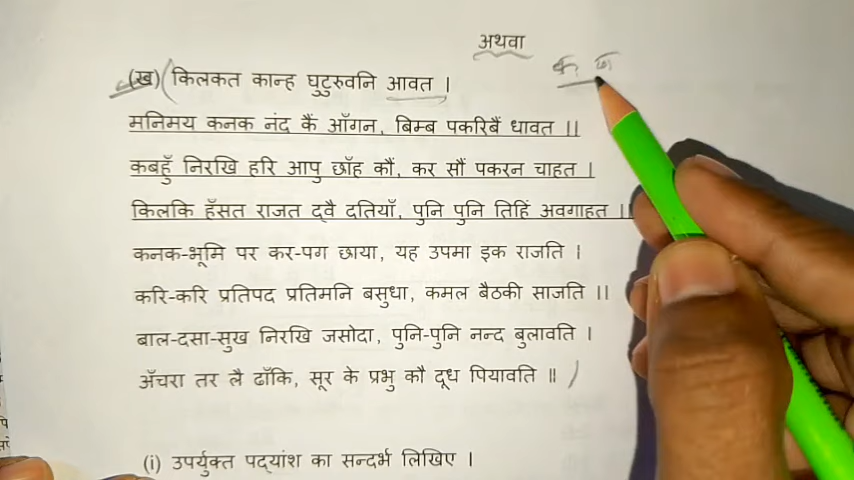 अथवा
(ख) किलकत कान्ह घुटुरुवनि आवत ।
मनिमय कनक नंद कैं आँगन, बिम्ब पकरिबैं धावत ।।
कबहुँ निरखि हरि आपु छाँह कौं, कर सौं पकरन चाहत ।
किलकि हँसत राजत द्वै दतियाँ, पुनि पुनि तिहिं अवगाहत ।।
कनक-भूमि पर कर-पग छाया, यह उपमा इक राजति ।
करि-करि प्रतिपद प्रतिमनि बसुधा, कमल बैठकी साजति ।।
बाल-दसा-सुख निरखि जसोदा, पुनि-पुनि नन्द बुलावति ।
अँचरा तर लै ढाँकि, सूर के प्रभु कौ दूध पियावति ॥
(i) उपर्युक्त पद्यांश का सन्दर्भ लिखिए ।